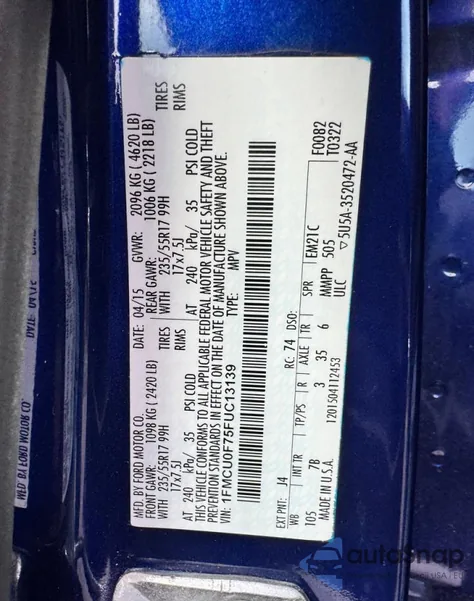 MFD. BY FORD MOTOR CO.
DATE: 04/15 GVWR: 2096 KG ( 4620 LB)
FRONT GAWR: 1098 KG ( 2420 LB)
REAR GAWR: 1006 KG ( 2218 LB)
WITH 235/55R17 99H TIRES
17x7.5J RIMS
AT 240 kPa/ 35 PSI COLD
WITH 235/55R17 99H TIRES
17x7.5J RIMS
AT 240 kPa/ 35 PSI COLD
THIS VEHICLE CONFORMS TO ALL APPLICABLE FEDERAL MOTOR VEHICLE SAFETY AND THEFT
PREVENTION STANDARDS IN EFFECT ON THE DATE OF MANUFACTURE SHOWN ABOVE.
VIN: 1FMCU0F75FUC13139
TYPE: MPV
EXT PNT: J4 RC: 74 DSO: F0082
WB INT TR TP/PS R AXLE TR SPR EM21C T0322
105 7B 3 35 6 MMPP 505
MADE IN U.S.A. ULC ▽ 5U5A-3520472-AA
1201504112453
autoSnap